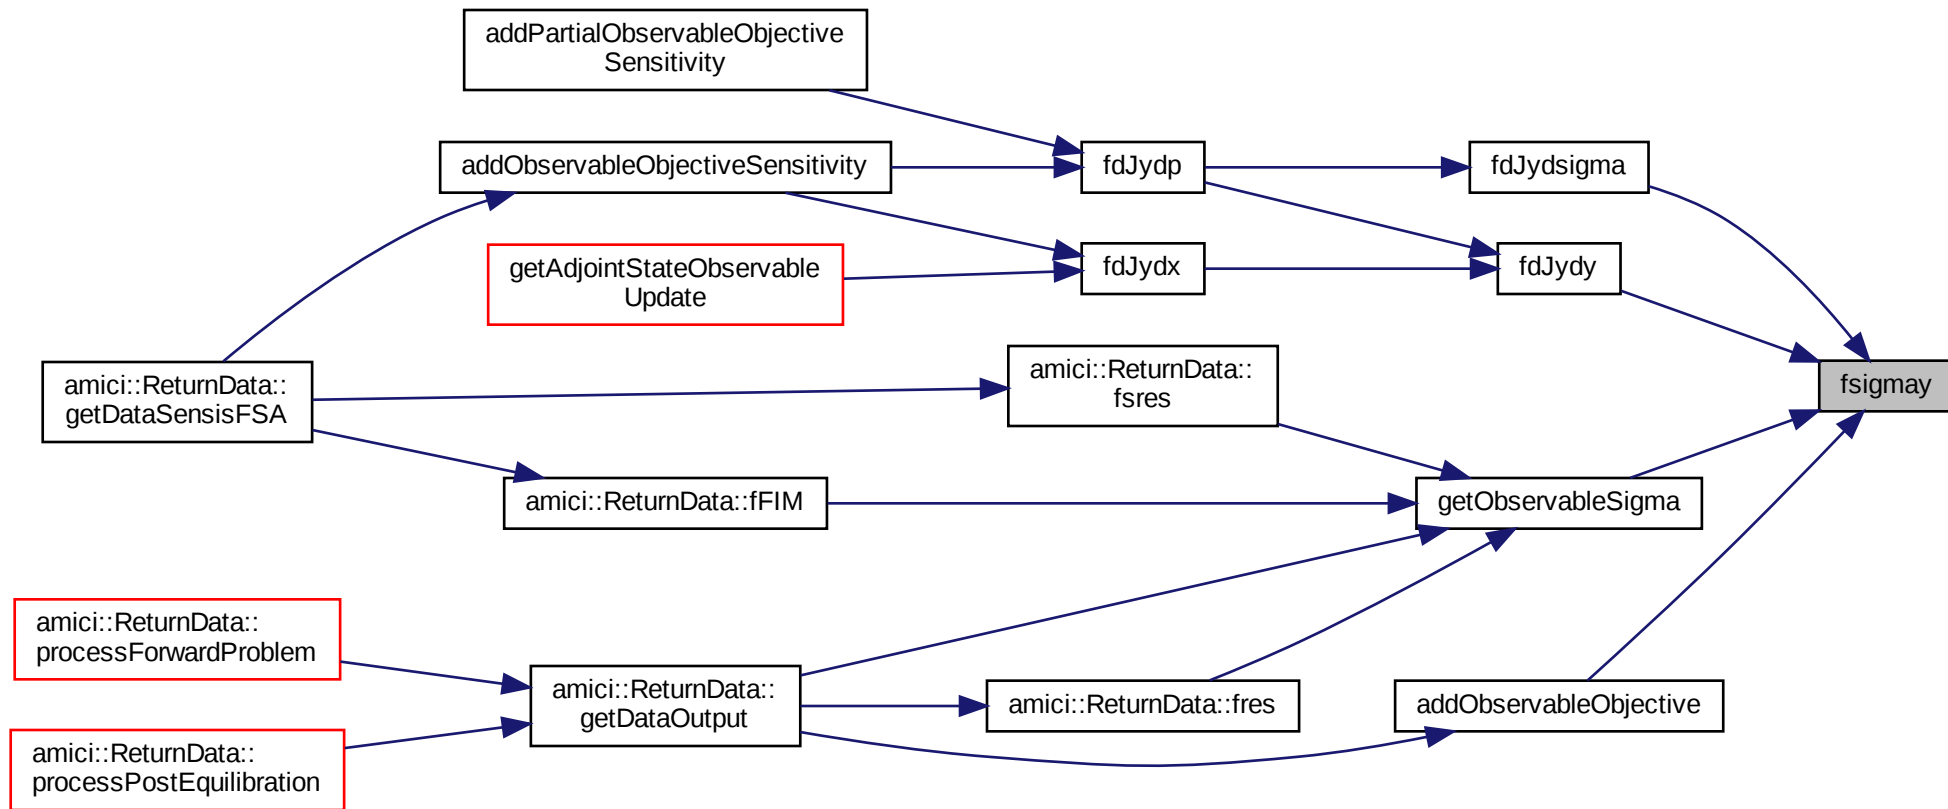 addPartialObservableObjective
Sensitivity
addObservableObjectiveSensitivity
fdJydp
fdJydsigma
getAdjointStateObservable
Update
fdJydx
fdJydy
amici::ReturnData::
getDataSensisFSA
amici::ReturnData::
fsres
fsigmay
amici::ReturnData::fFIM
getObservableSigma
amici::ReturnData::
processForwardProblem
amici::ReturnData::
getDataOutput
amici::ReturnData::fres
addObservableObjective
amici::ReturnData::
processPostEquilibration